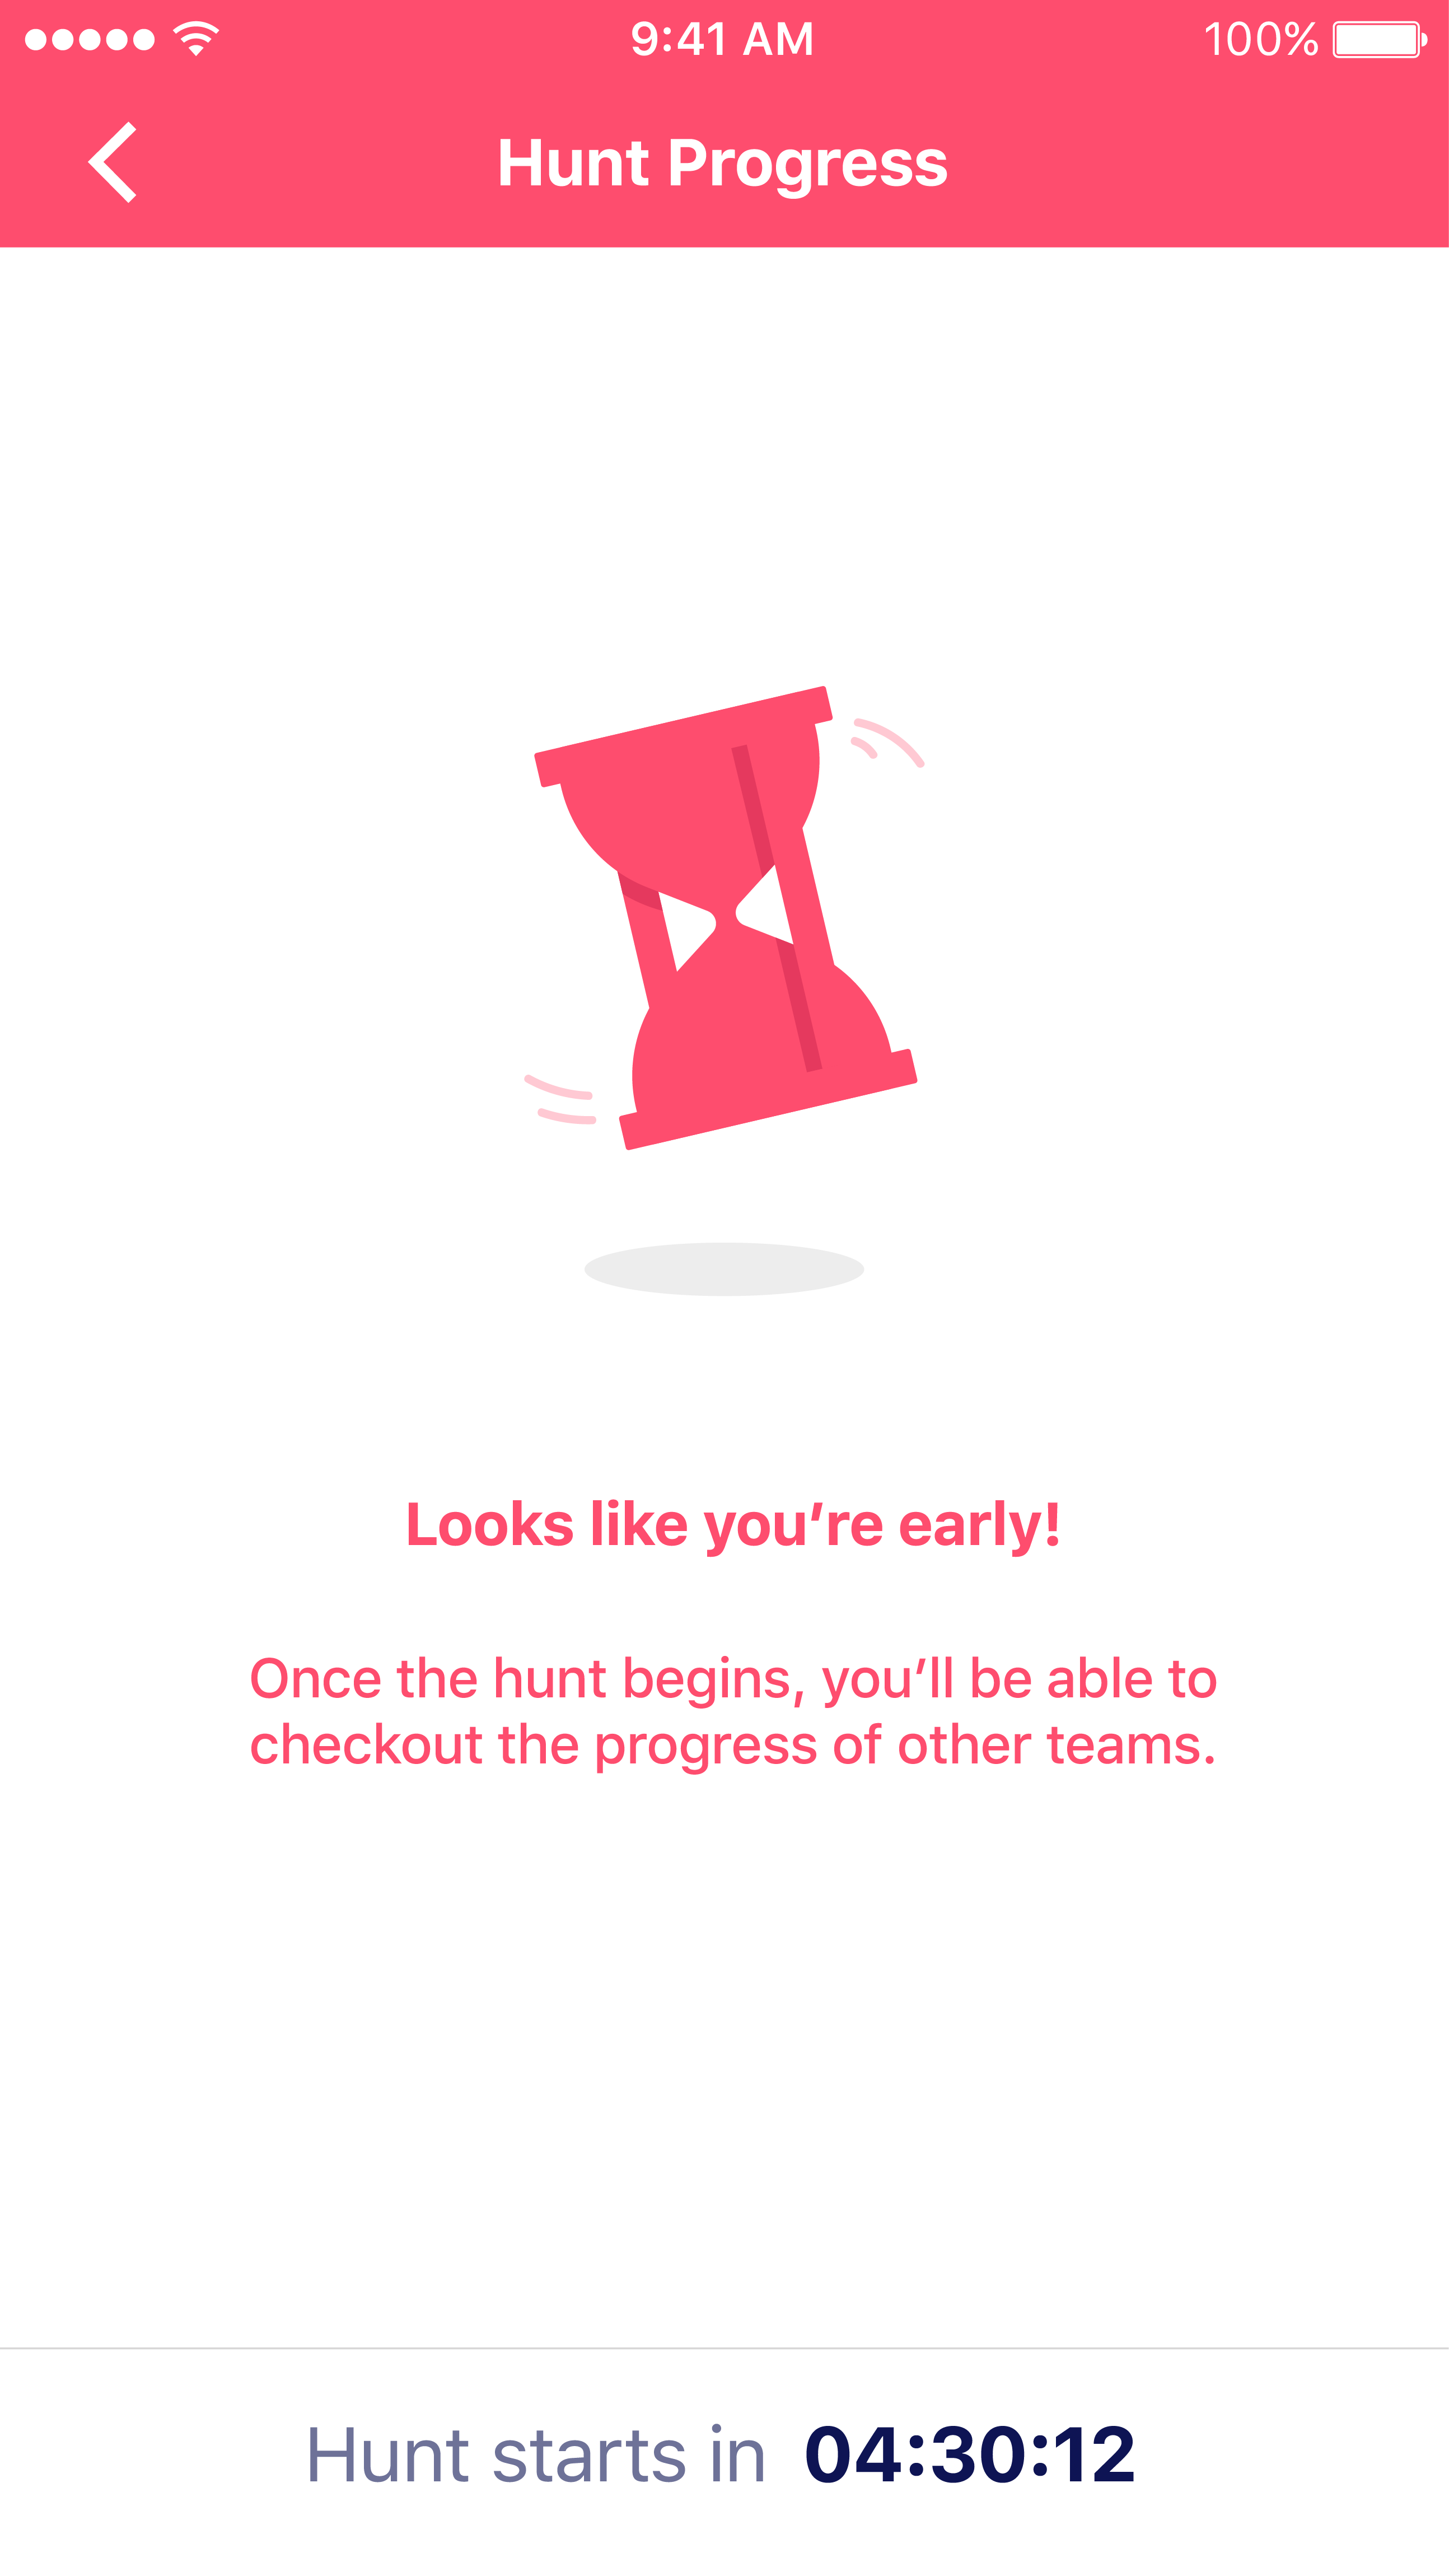 9:41 AM
100%
Hunt Progress
Looks like you’re early!
Once the hunt begins, you’ll be able to
checkout the progress of other teams.
Hunt starts in 04:30:12